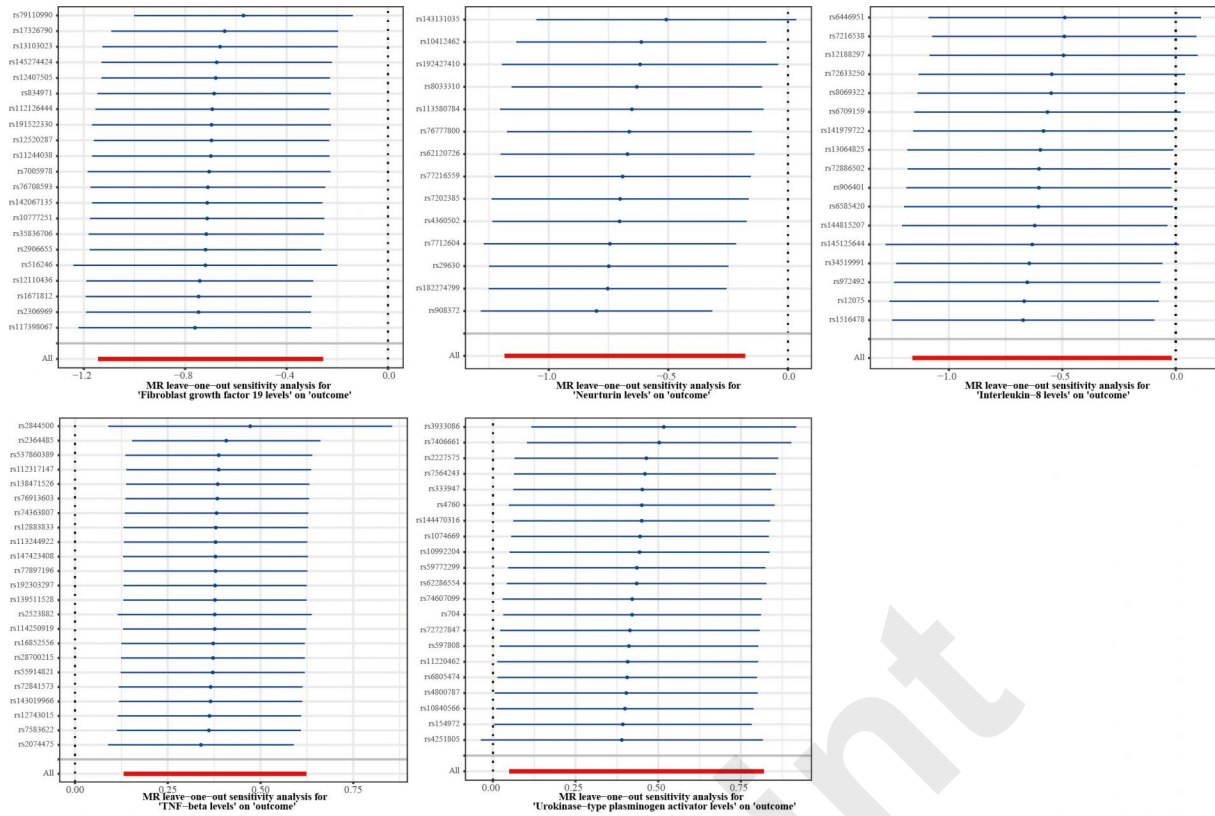 rs79110990
rs17326790
rs13103023
rs145274424
rs12407505
rs834971
rs112126444
rs191522330
rs12520287
rs11244038
rs7005978
rs76708593
rs142067135
rs10777251
rs35836706
rs2906655
rs516246
rs12110436
rs1671812
rs2306969
rs117398067
All
−1.2 −0.8 −0.4 0.0
MR leave−one−out sensitivity analysis for
'Fibroblast growth factor 19 levels' on 'outcome'
rs143131035
rs10412462
rs192427410
rs8033310
rs113580784
rs76777800
rs62120726
rs77216559
rs7202385
rs4360502
rs7712604
rs29630
rs182274799
rs908372
All
−1.0 −0.5 0.0
MR leave−one−out sensitivity analysis for
'Neurturin levels' on 'outcome'
rs6446951
rs7216538
rs12188297
rs72633250
rs8069322
rs6709159
rs141979722
rs13064825
rs72886502
rs906401
rs6585420
rs144815207
rs145125644
rs34519991
rs972492
rs12075
rs1516478
All
−1.0 −0.5 0.0
MR leave−one−out sensitivity analysis for
'Interleukin−8 levels' on 'outcome'
rs2844500
rs2364485
rs537860389
rs112317147
rs138471526
rs76913603
rs74363807
rs12883833
rs113244922
rs147423408
rs77897196
rs192303297
rs139511528
rs2523882
rs114250919
rs16852556
rs28700215
rs55914821
rs72841573
rs143019966
rs12743015
rs7583622
rs2074475
All
0.00 0.25 0.50 0.75
MR leave−one−out sensitivity analysis for
'TNF−beta levels' on 'outcome'
rs3933086
rs7406661
rs2227575
rs7564243
rs333947
rs4760
rs144470316
rs1074669
rs10992204
rs59772299
rs62286554
rs74607099
rs704
rs72727847
rs597808
rs11220462
rs6805474
rs4800787
rs10840566
rs154972
rs4251805
All
0.00 0.25 0.50 0.75
MR leave−one−out sensitivity analysis for
'Urokinase−type plasminogen activator levels' on 'outcome'
int